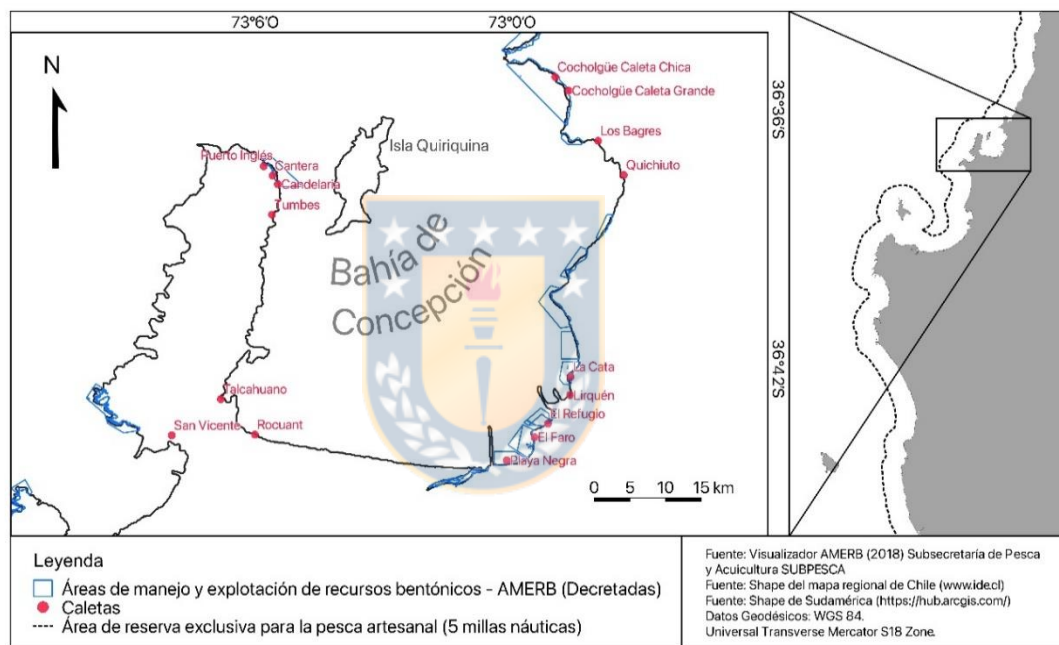 73°6'
73°0'
N
Cocholgüe Caleta Chica
Cocholgüe Caleta Grande
36°36'S
Los Bagres
Isla Quiriquina
Puerto Inglés
Cantera
Quichiuto
Candelaria
Tumbes
Bahía de
Concepción
36°42'S
La Cata
Lirquén
Talcahuano
El Refugio
San Vicente
Rocuant
El Faro
Playa Negra
0 5 10 15 km
Leyenda
Áreas de manejo y explotación de recursos bentónicos - AMERB (Decretadas)
Caletas
Área de reserva exclusiva para la pesca artesanal (5 millas náuticas)
Fuente: Visualizador AMERB (2018) Subsecretaría de Pesca
y Acuicultura SUBPESCA
Fuente: Shape del mapa regional de Chile (www.ide.cl)
Fuente: Shape de Sudamérica (https://hub.arcgis.com/)
Datos Geodésicos: WGS 84.
Universal Transverse Mercator S18 Zone.